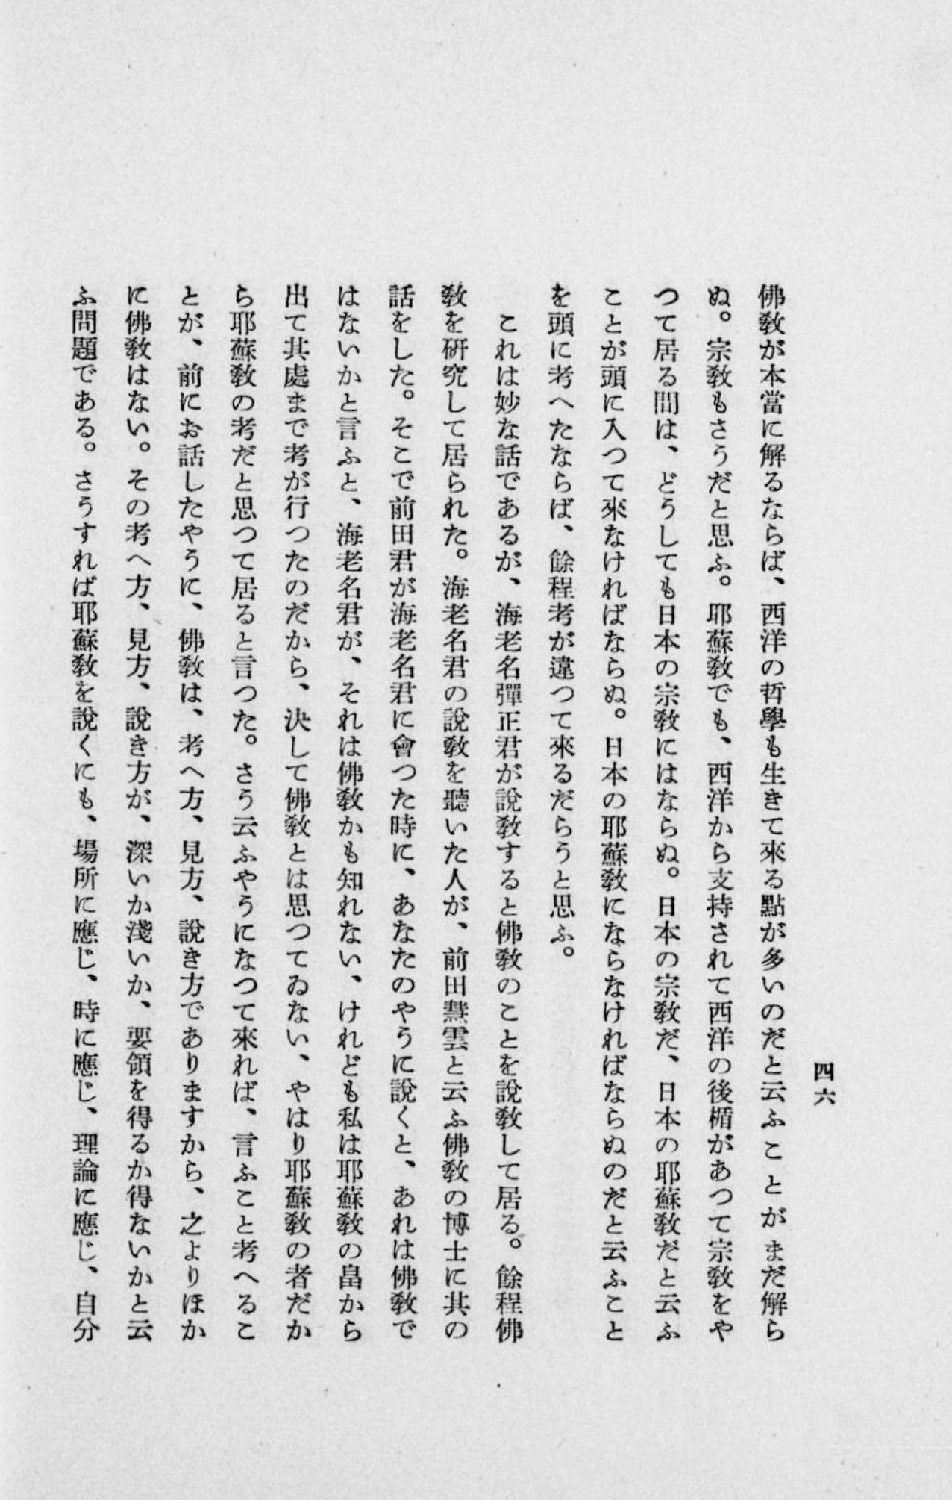 四六
佛敎が本當に解るならば、西洋の哲學も生きて來る點が多いのだと云ふことがまだ解ら
ぬ。宗敎もさうだと思ふ。耶蘇敎でも、西洋から支持されて西洋の後楯があつて宗敎をや
つて居る間は、どうしても日本の宗敎にはならぬ。日本の宗敎だ、日本の耶蘇敎だと云ふ
ことが頭に入つて來なければならぬ。日本の耶蘇敎にならなければならぬのだと云ふこと
を頭に考へたならば、餘程考が違つて來るだらうと思ふ。
これは妙な話であるが、海老名彈正君が說敎すると佛敎のことを說敎して居る。餘程佛
敎を硏究して居られた。海老名君の說敎を聽いた人が、前田慧雲と云ふ佛敎の博士に其の
話をした。そこで前田君が海老名君に會つた時に、あなたのやうに說くと、あれは佛敎で
はないかと言ふと、海老名君が、それは佛敎かも知れない、けれども私は耶蘇敎の畠から
出て其處まで考が行つたのだから、決して佛敎とは思つてゐない、やはり耶蘇敎の者だか
ら耶蘇敎の考だと思つて居ると言つた。さう云ふやうになつて來れば、言ふこと考へるこ
とが、前にお話したやうに、佛敎は、考へ方、見方、說き方でありますから、之よりほか
に佛敎はない。その考へ方、見方、說き方が、深いか淺いか、要領を得るか得ないかと云
ふ問題である。さうすれば耶蘇敎を說くにも、場所に應じ、時に應じ、理論に應じ、自分